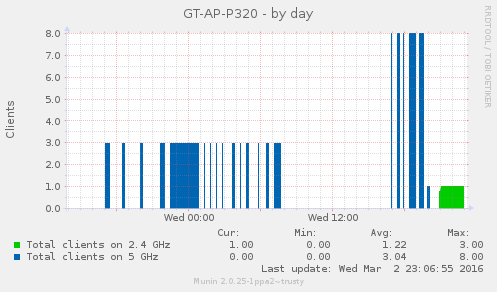 GT-AP-P320 - by day
RRDTOOL / TOBI OETIKER
Clients
8.0
7.0
6.0
5.0
4.0
3.0
2.0
1.0
0.0
Wed 00:00 Wed 12:00
Cur: Min: Avg: Max:
Total clients on 2.4 GHz 1.00 0.00 1.22 3.00
Total clients on 5 GHz 0.00 0.00 3.04 8.00
Last update: Wed Mar 2 23:06:55 2016
Munin 2.0.25-1ppa2~trusty